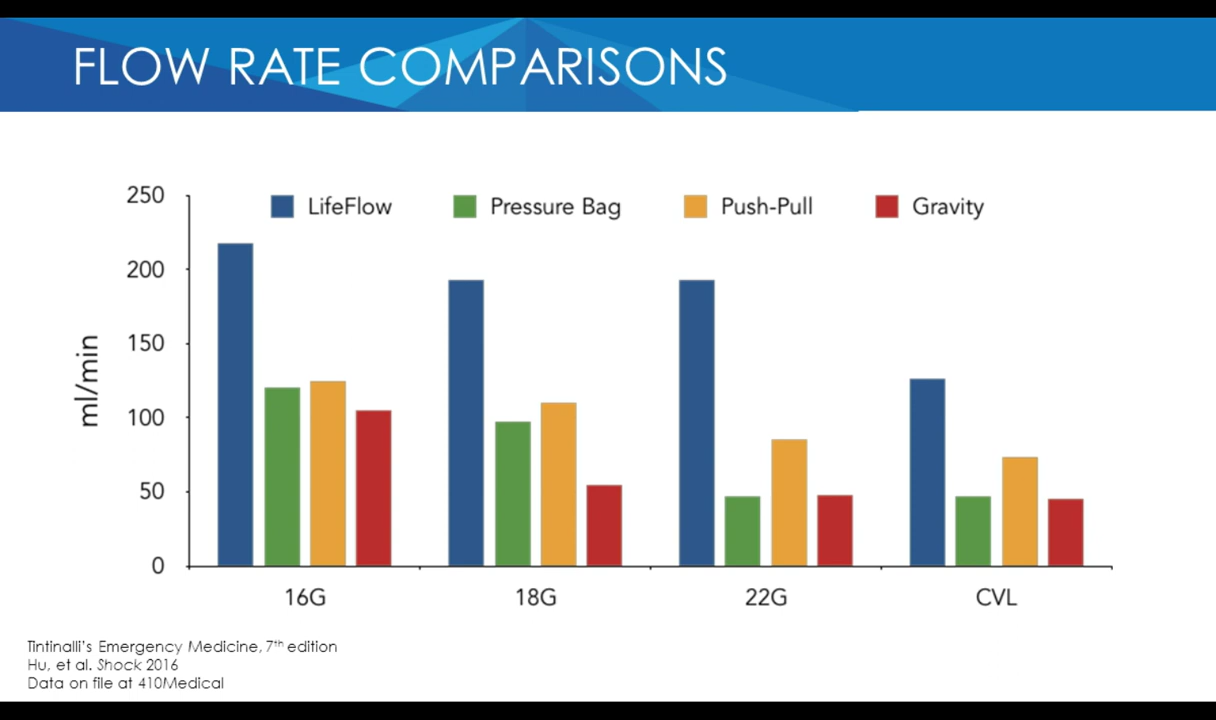 FLOW RATE COMPARISONS
LifeFlow Pressure Bag Push-Pull Gravity
250
200
150
100
50
0
ml/min
16G 18G 22G CVL
Tintinalli's Emergency Medicine, 7th edition
Hu, et al. Shock 2016
Data on file at 410Medical